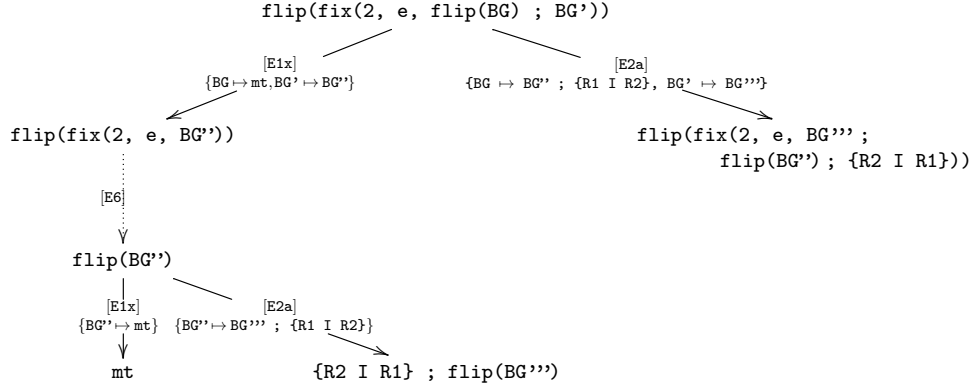 flip(fix(2, e, flip(BG) ; BG'))
[E1x]
{BG ↦ mt,BG' ↦ BG''}
[E2a]
{BG ↦ BG'' ; {R1 I R2}, BG' ↦ BG'''}
flip(fix(2, e, BG''))
flip(fix(2, e, BG''' ;
flip(BG'') ; {R2 I R1}))
[E6]
flip(BG'')
[E1x]
{BG'' ↦ mt}
[E2a]
{BG'' ↦ BG''' ; {R1 I R2}}
mt
{R2 I R1} ; flip(BG''')